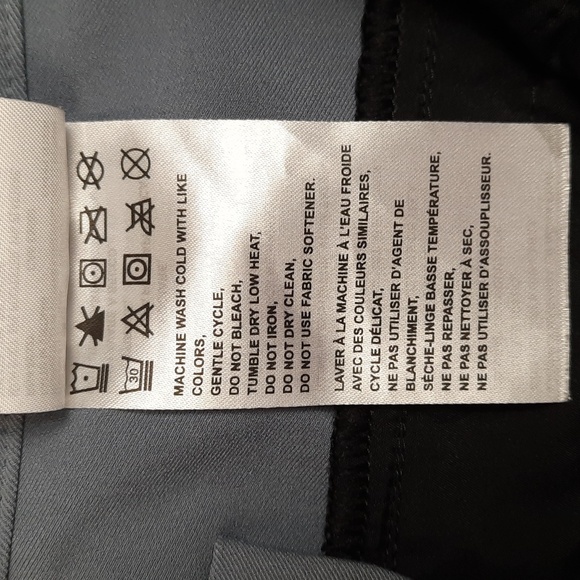 30
MACHINE WASH COLD WITH LIKE
COLORS,
GENTLE CYCLE,
DO NOT BLEACH,
TUMBLE DRY LOW HEAT,
DO NOT IRON,
DO NOT DRY CLEAN,
DO NOT USE FABRIC SOFTENER.
LAVER À LA MACHINE À L'EAU FROIDE
AVEC DES COULEURS SIMILAIRES,
CYCLE DÉLICAT,
NE PAS UTILISER D'AGENT DE
BLANCHIMENT,
SÈCHE-LINGE BASSE TEMPÉRATURE,
NE PAS REPASSER,
NE PAS NETTOYER À SEC,
NE PAS UTILISER D'ASSOUPLISSEUR.